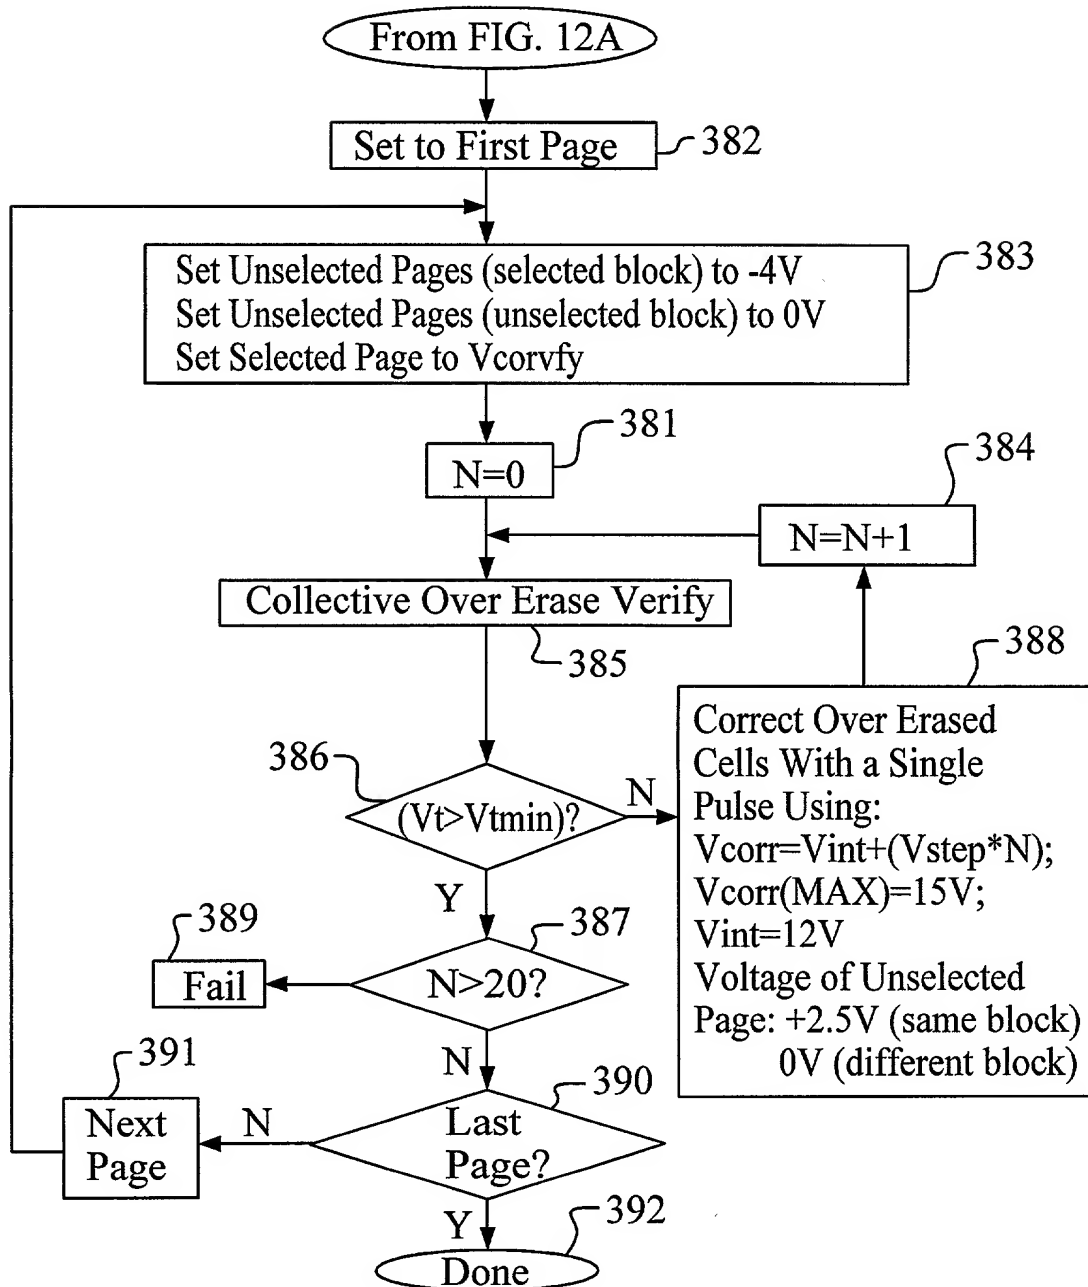 From FIG. 12A
Set to First Page
382
Set Unselected Pages (selected block) to -4V
Set Unselected Pages (unselected block) to 0V
Set Selected Page to Vcorvfy
383
N=0
381
N=N+1
384
Collective Over Erase Verify
385
(Vt>Vtmin)?
386
N
Y
Correct Over Erased
Cells With a Single
Pulse Using:
Vcorr=Vint+(Vstep*N);
Vcorr(MAX)=15V;
Vint=12V
Voltage of Unselected
Page: +2.5V (same block)
0V (different block)
388
N>20?
387
Fail
389
N
Last
Page?
390
N
Next
Page
391
Y
Done
392